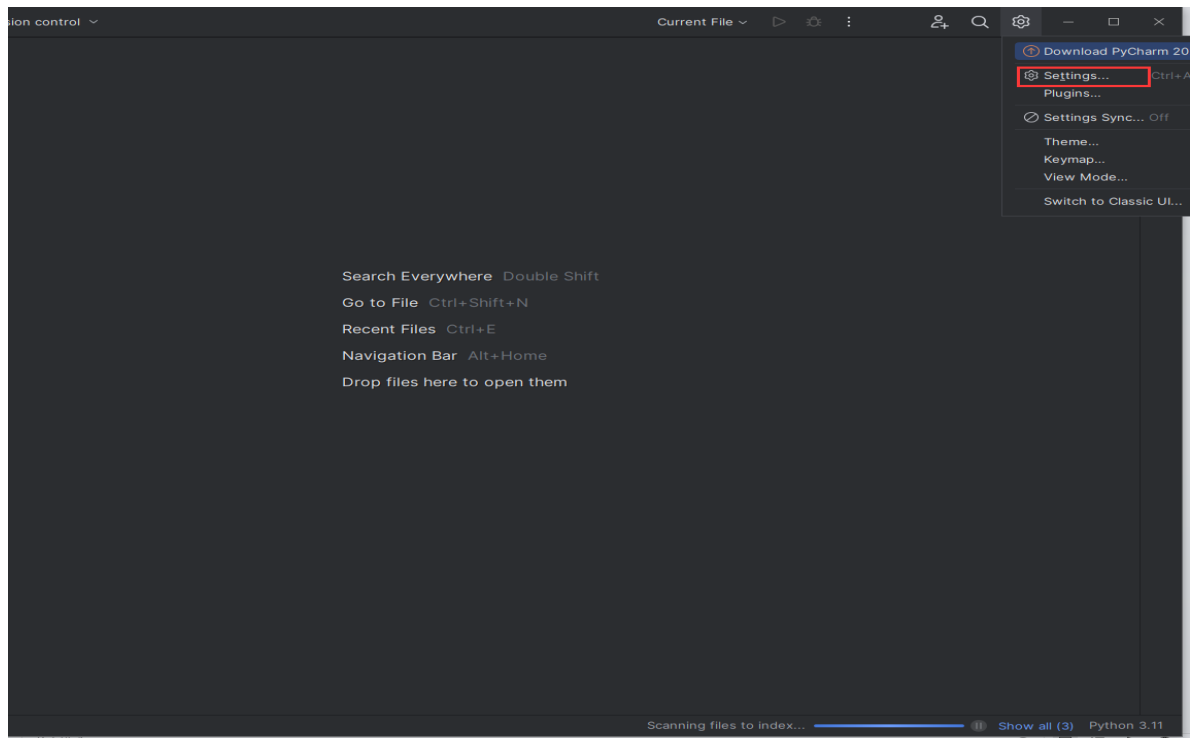 sion control
Current File
Download PyCharm 20
Settings... Ctrl+A
Plugins...
Settings Sync... Off
Theme...
Keymap...
View Mode...
Switch to Classic UI...
Search Everywhere Double Shift
Go to File Ctrl+Shift+N
Recent Files Ctrl+E
Navigation Bar Alt+Home
Drop files here to open them
Scanning files to index... Show all (3) Python 3.11